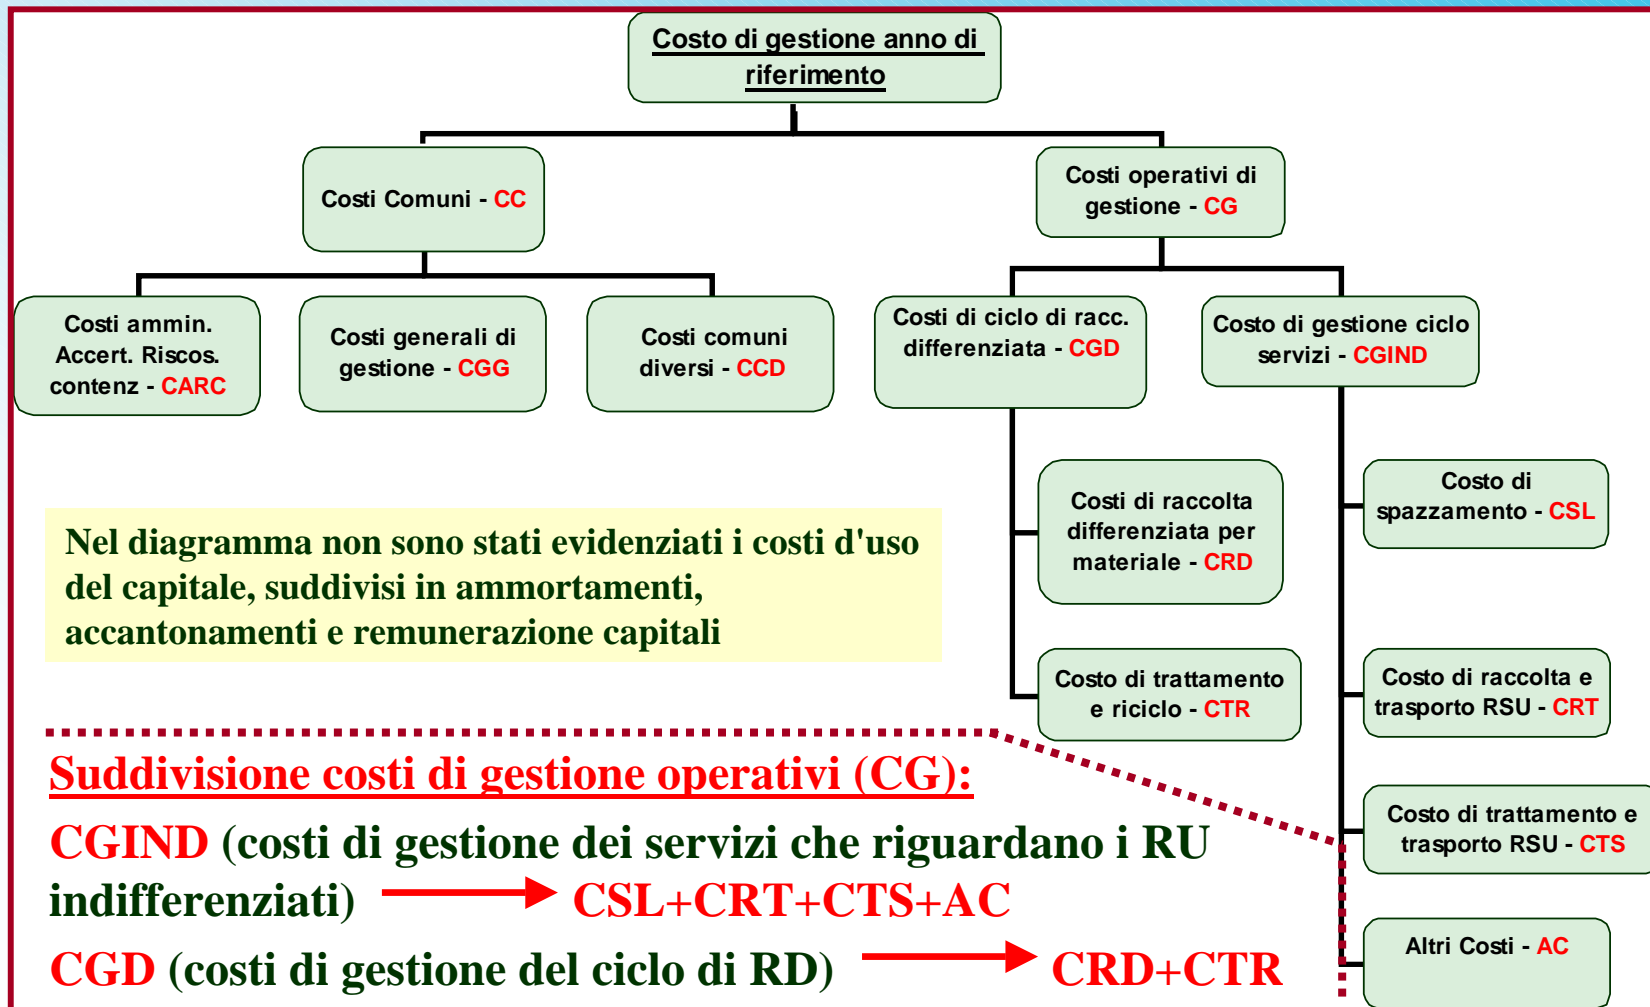 Costo di gestione anno di
riferimento
Costi Comuni - CC
Costi operativi di
gestione - CG
Costi ammin.
Accert. Riscos.
contenz - CARC
Costi generali di
gestione - CGG
Costi comuni
diversi - CCD
Costi di ciclo di racc.
differenziata - CGD
Costo di gestione ciclo
servizi - CGIND
Costi di raccolta
differenziata per
materiale - CRD
Costo di trattamento
e riciclo - CTR
Costo di
spazzamento - CSL
Costo di raccolta e
trasporto RSU - CRT
Costo di trattamento e
trasporto RSU - CTS
Altri Costi - AC
Nel diagramma non sono stati evidenziati i costi d'uso
del capitale, suddivisi in ammortamenti,
accantonamenti e remunerazione capitali
Suddivisione costi di gestione operativi (CG):
CGIND (costi di gestione dei servizi che riguardano i RU
indifferenziati) CSL+CRT+CTS+AC
CGD (costi di gestione del ciclo di RD) CRD+CTR